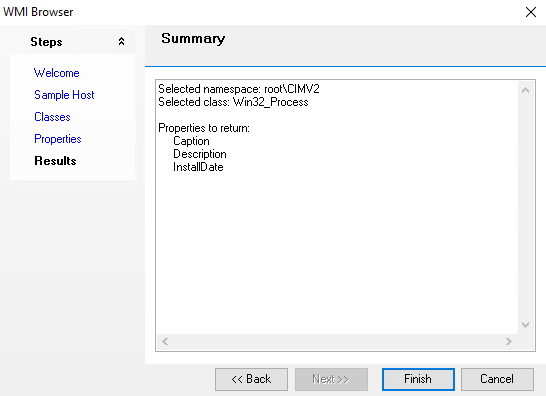 WMI Browser
Steps
Welcome
Sample Host
Classes
Properties
Results
Summary
Selected namespace: root\CIMV2
Selected class: Win32_Process
Properties to return:
Caption
Description
InstallDate
<< Back
Next >>
Finish
Cancel